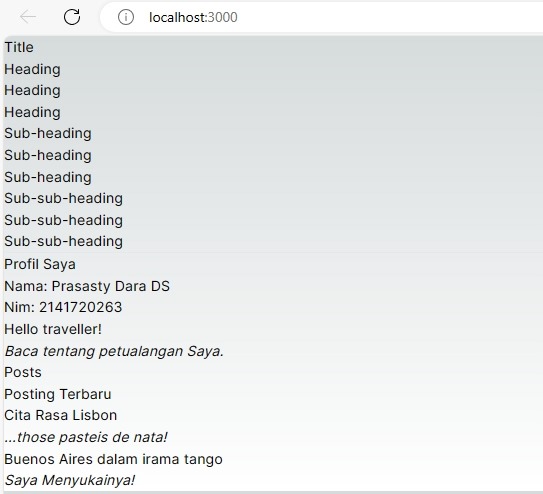 localhost:3000
Title
Heading
Heading
Heading
Sub-heading
Sub-heading
Sub-heading
Sub-sub-heading
Sub-sub-heading
Sub-sub-heading
Profil Saya
Nama: Prasasty Dara DS
Nim: 2141720263
Hello traveller!
Baca tentang petualangan Saya.
Posts
Posting Terbaru
Cita Rasa Lisbon
...those pasteis de nata!
Buenos Aires dalam irama tango
Saya Menyukainya!